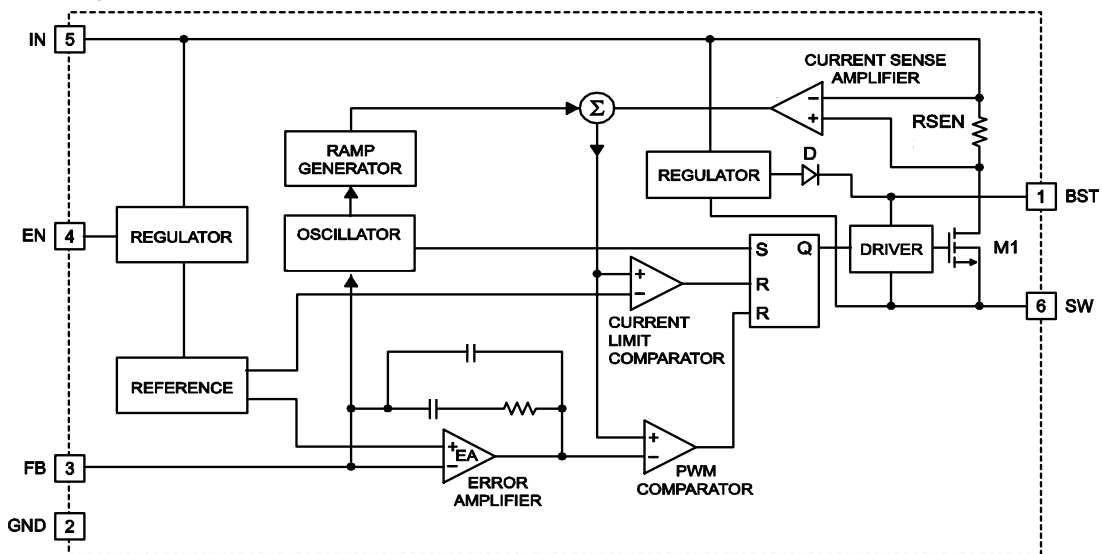 IN 5
CURRENT SENSE
AMPLIFIER
Σ
−
+
RSEN
RAMP
GENERATOR
D
REGULATOR
1 BST
EN 4
REGULATOR
OSCILLATOR
S Q
DRIVER
M1
+
−
R
R
6 SW
CURRENT
LIMIT
COMPARATOR
REFERENCE
+
EA
−
+
−
FB 3
ERROR
AMPLIFIER
PWM
COMPARATOR
GND 2